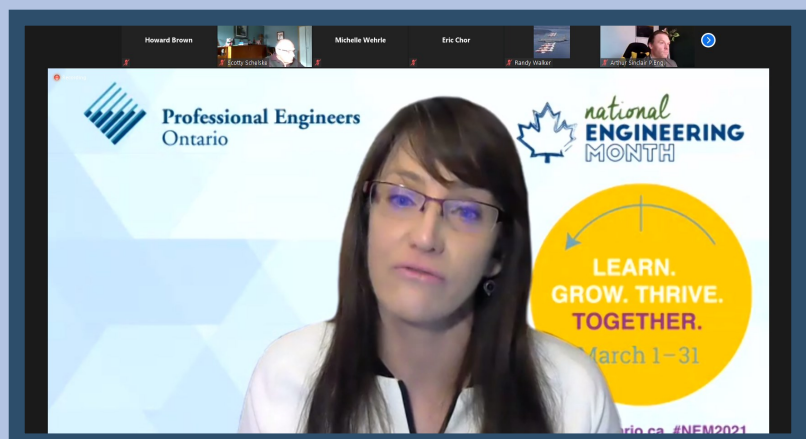 Howard Brown
Michelle Wehrle
Eric Chor
Scotty Schelske
Randy Walker
Arthur Sinclair P.Eng
Professional Engineers
Ontario
national
ENGINEERING
MONTH
LEARN.
GROW. THRIVE.
TOGETHER.
March 1–31
rio.ca #NEM2021